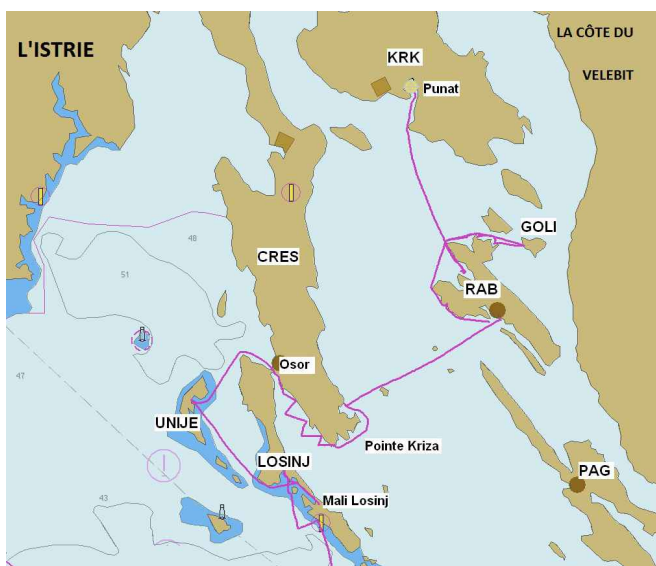 L'ISTRIE
LA CÔTE DU
VELEBIT
KRK
Punat
GOLI
48
CRES
51
RAB
47
Osor
UNIJE
Pointe Kriza
LOSINJ
PAG
43
Mali Losinj